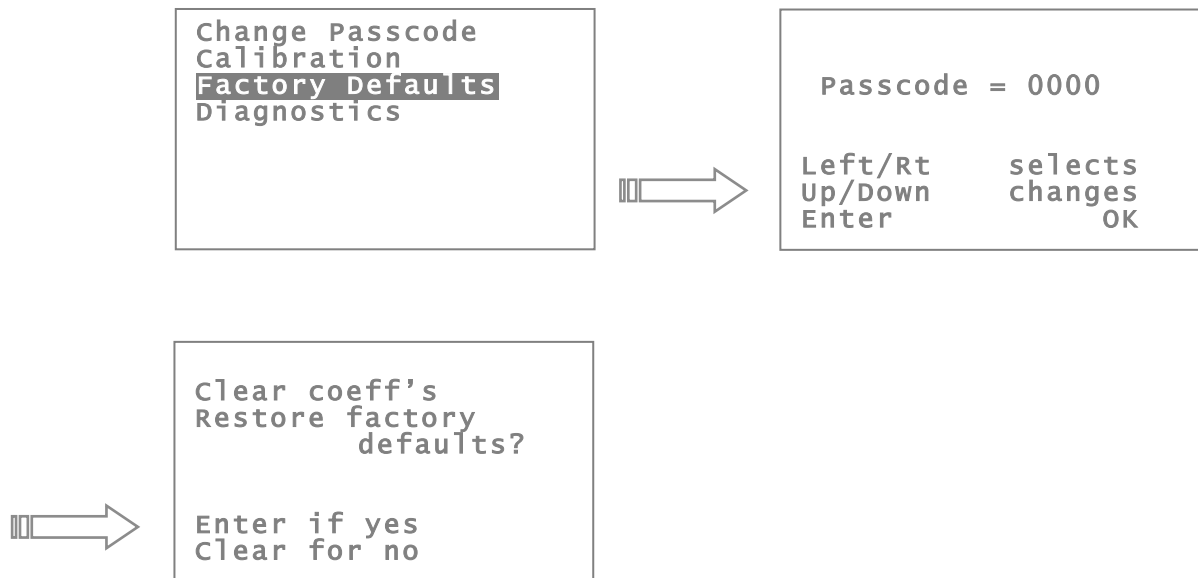 Change Passcode
Calibration
Factory Defaults
Diagnostics
Passcode = 0000
Left/Rt selects
Up/Down changes
Enter OK
Clear coeff's
Restore factory
defaults?
Enter if yes
Clear for no